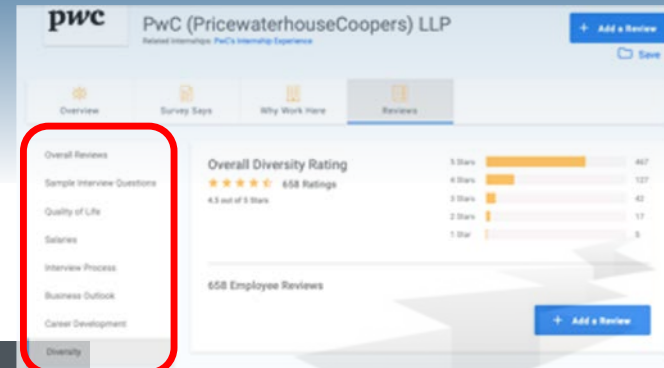 pwc
PwC (PricewaterhouseCoopers) LLP
Related Internships: PwC's Internship Experience
+ Add a Review
Save
Overview
Survey Says
Why Work Here
Reviews
Overall Reviews
Sample Interview Questions
Quality of Life
Salaries
Interview Process
Business Outlook
Career Development
Diversity
Overall Diversity Rating
658 Ratings
4.5 out of 5 Stars
5 Stars 467
4 Stars 127
3 Stars 42
2 Stars 17
1 Star 5
658 Employee Reviews
+ Add a Review